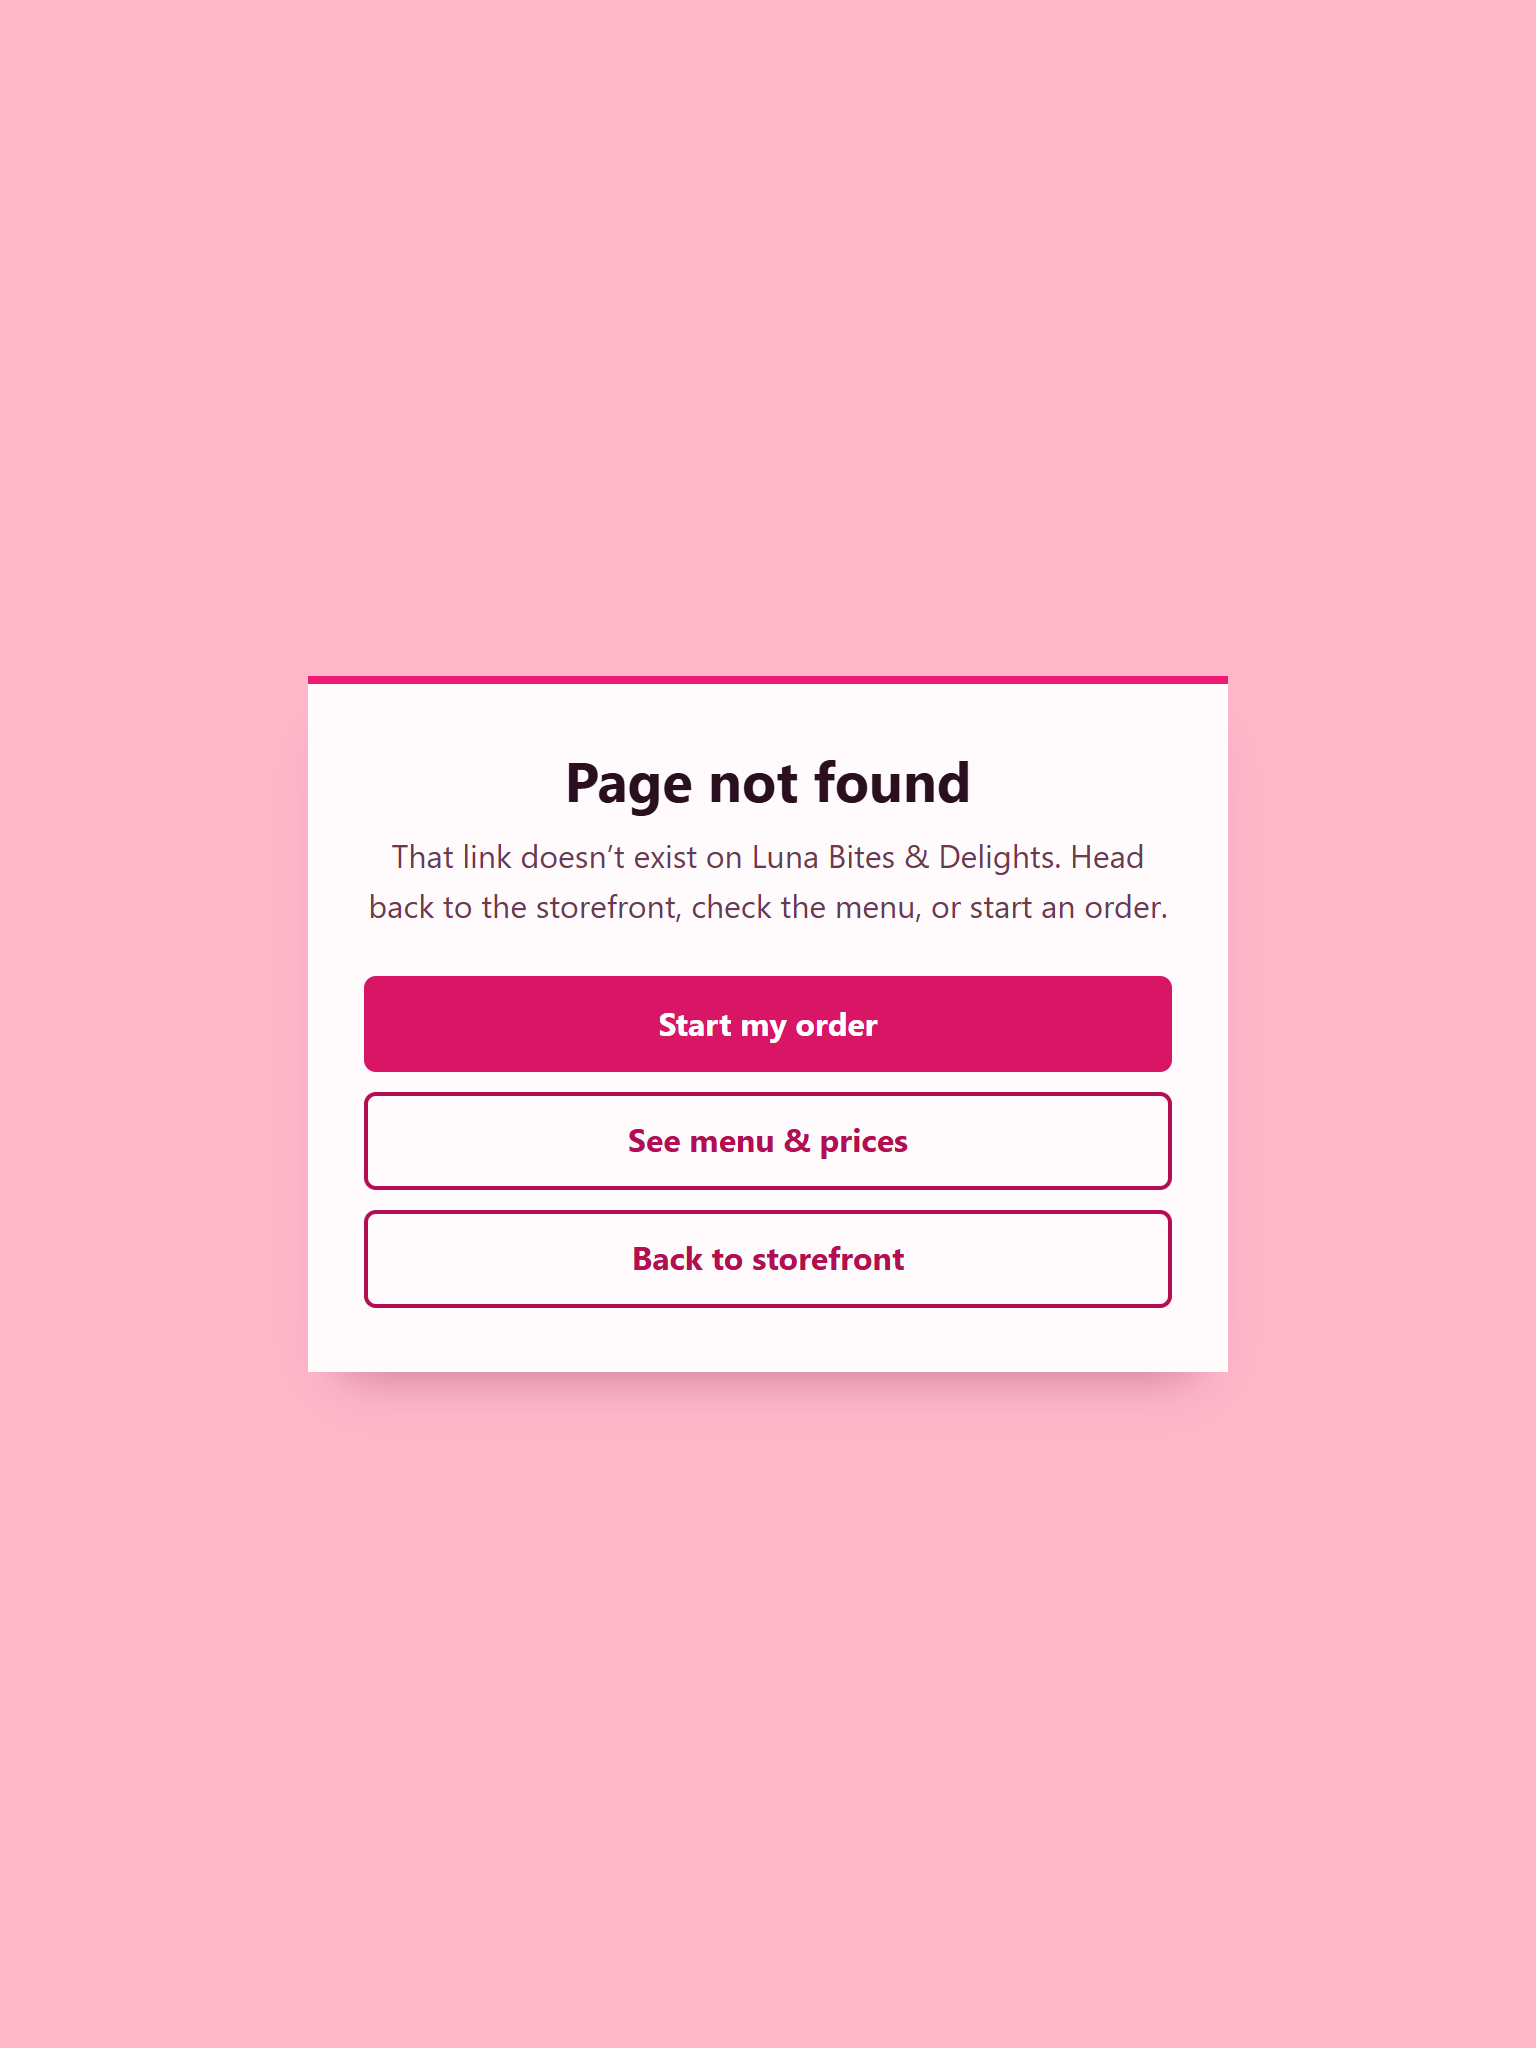 Page not found
That link doesn’t exist on Luna Bites & Delights. Head
back to the storefront, check the menu, or start an order.
Start my order
See menu & prices
Back to storefront